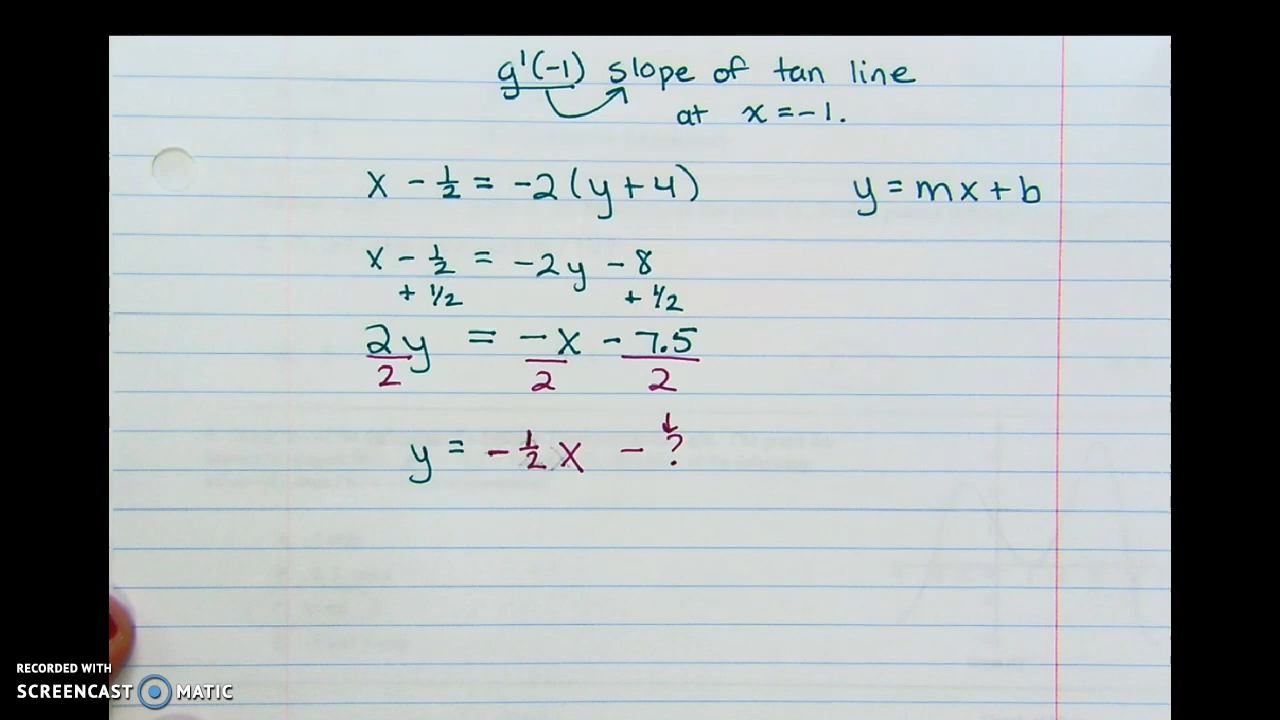 g'(-1) slope of tan line
at x = -1.
x - 1/2 = -2(y + 4) y = mx + b
x - 1/2 = -2y - 8
+ 1/2 + 1/2
2y = -x - 7.5
2 2 2
y = -1/2 x - ?
RECORDED WITH
SCREENCAST MATIC